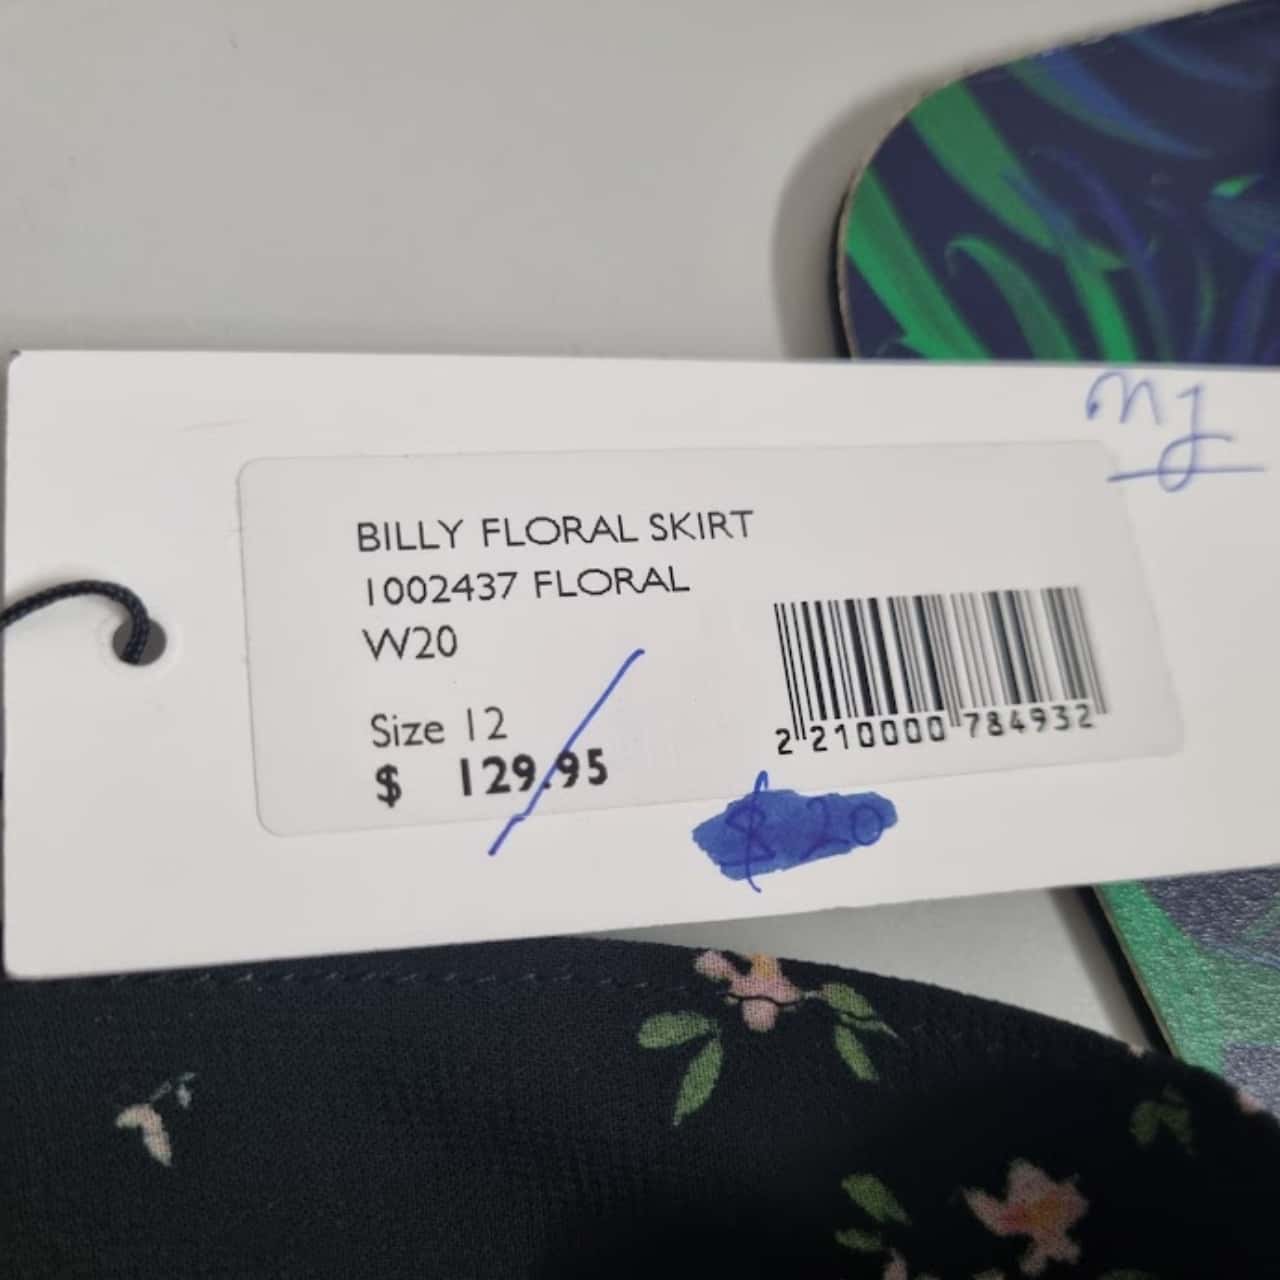 BILLY FLORAL SKIRT
1002437 FLORAL
W20
Size 12
$ 129.95
2 210000 784932
$20